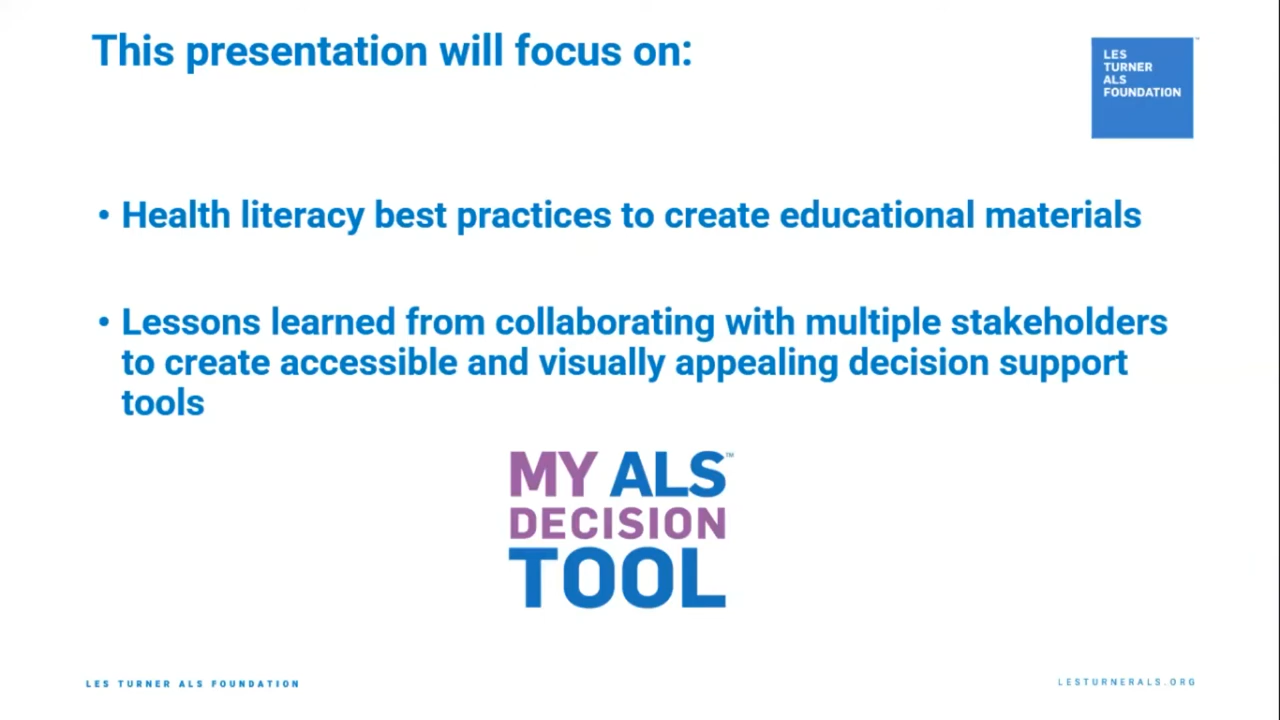 This presentation will focus on:
LES
TURNER
ALS
FOUNDATION
• Health literacy best practices to create educational materials
• Lessons learned from collaborating with multiple stakeholders
to create accessible and visually appealing decision support
tools
MY ALS™
DECISION
TOOL
LES TURNER ALS FOUNDATION
LESTURNERALS.ORG